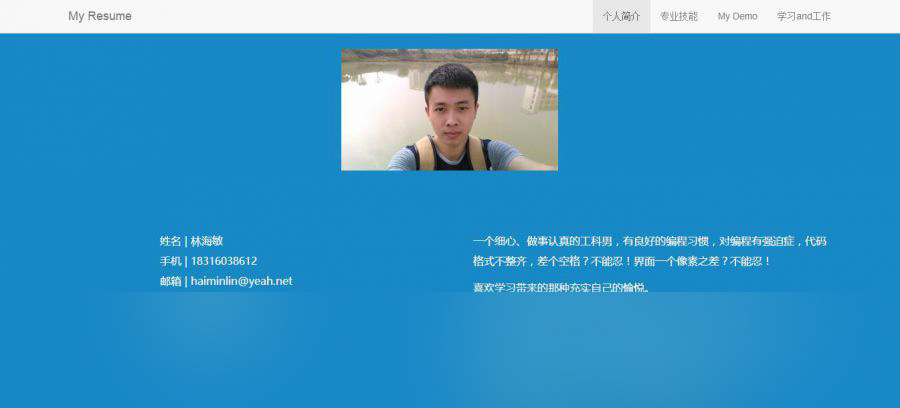 My Resume
个人简介
专业技能
My Demo
学习and工作
姓名 | 林海敏
手机 | 18316038612
邮箱 | haiminlin@yeah.net
一个细心、做事认真的工科男，有良好的编程习惯，对编程有强迫症，代码
格式不整齐，差个空格？不能忍！界面一个像素之差？不能忍！
喜欢学习带来的那种充实自己的愉悦。